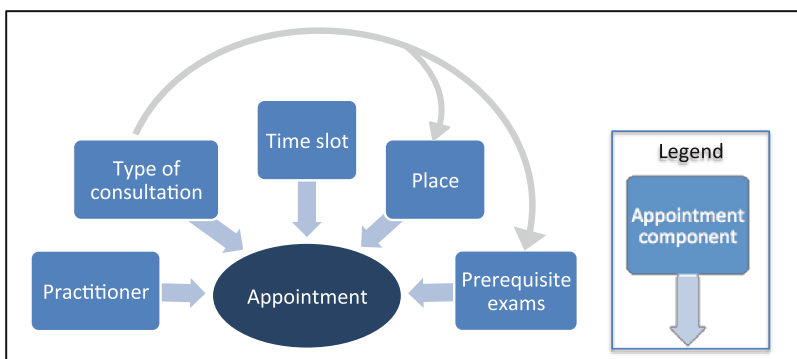 Time slot
Type of
consultation
Place
Practitioner
Appointment
Prerequisite
exams
Legend
Appointment
component